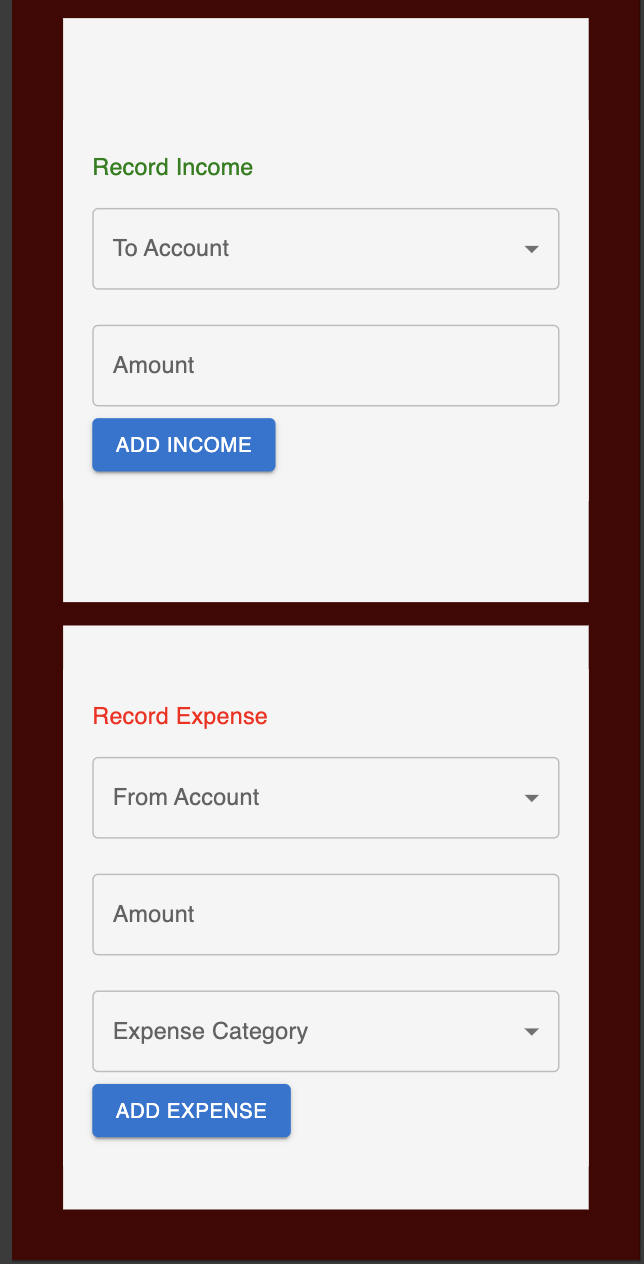 Record Income
To Account
Amount
ADD INCOME
Record Expense
From Account
Amount
Expense Category
ADD EXPENSE